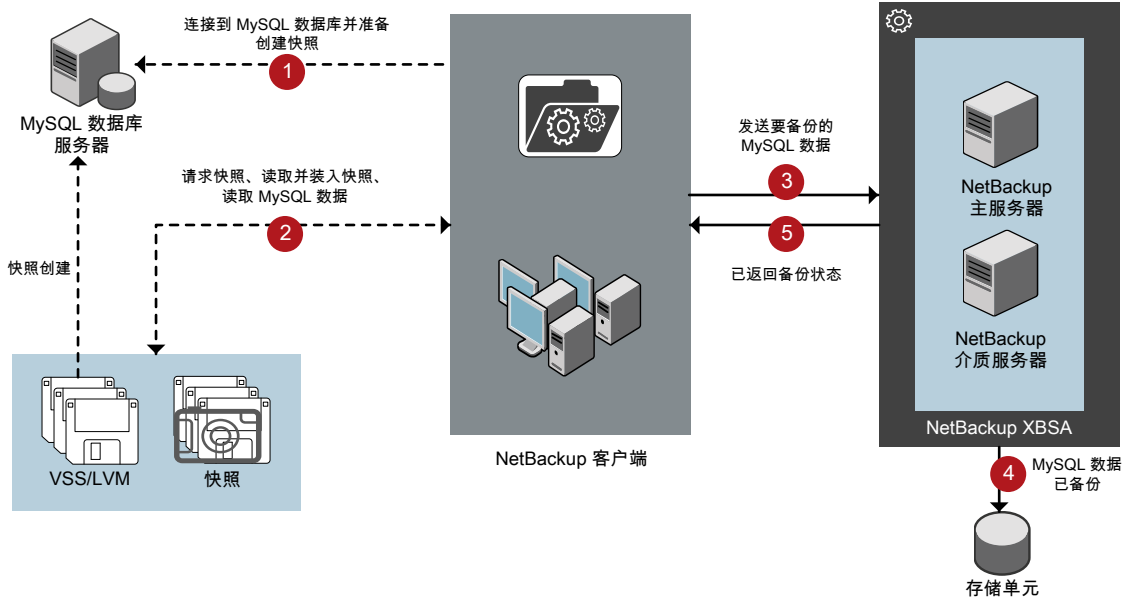 连接到 MySQL 数据库并准备
创建快照
1
MySQL 数据库
服务器
请求快照、读取并装入快照、
读取 MySQL 数据
2
快照创建
VSS/LVM
快照
NetBackup 客户端
发送要备份的
MySQL 数据
3
5
已返回备份状态
NetBackup
主服务器
NetBackup
介质服务器
NetBackup XBSA
4
MySQL 数据
已备份
存储单元